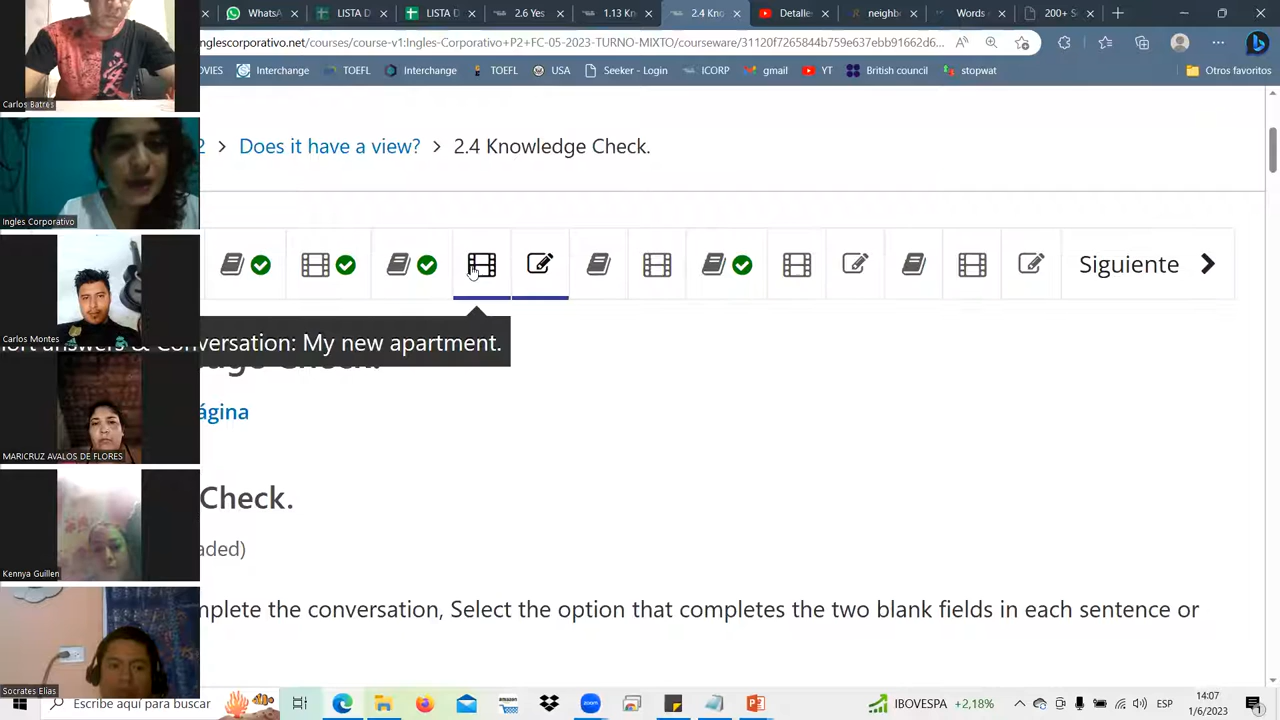 WhatsA
LISTA D
LISTA D
2.6 Yes
1.13 C
2.4 Kn
Detalle:
neighb
Words
200+ S
nglescorporativo.net/courses/course-v1:Ingles-Corporativo+P2+FC-05-2023-TURNO-MIXTO/courseware/31120f7265844b759e637ebb91662d6...
OVIES
Interchange
TOEFL
Interchange
TOEFL
USA
Seeker - Login
ICORP
gmail
YT
British council
stopwat
Otros favoritos
Carlos Batres
2 > Does it have a view? > 2.4 Knowledge Check.
Ingles Corporativo
Siguiente
Carlos Montes
ort answers & Conversation: My new apartment.
ágina
MARICRUZ AVALOS DE FLORES
Check.
aded)
Kennya Guillen
mplete the conversation, Select the option that completes the two blank fields in each sentence or
Socrates Elias
Escribe aquí para buscar
IBOVESPA +2,18%
ESP
14:07
1/6/2023